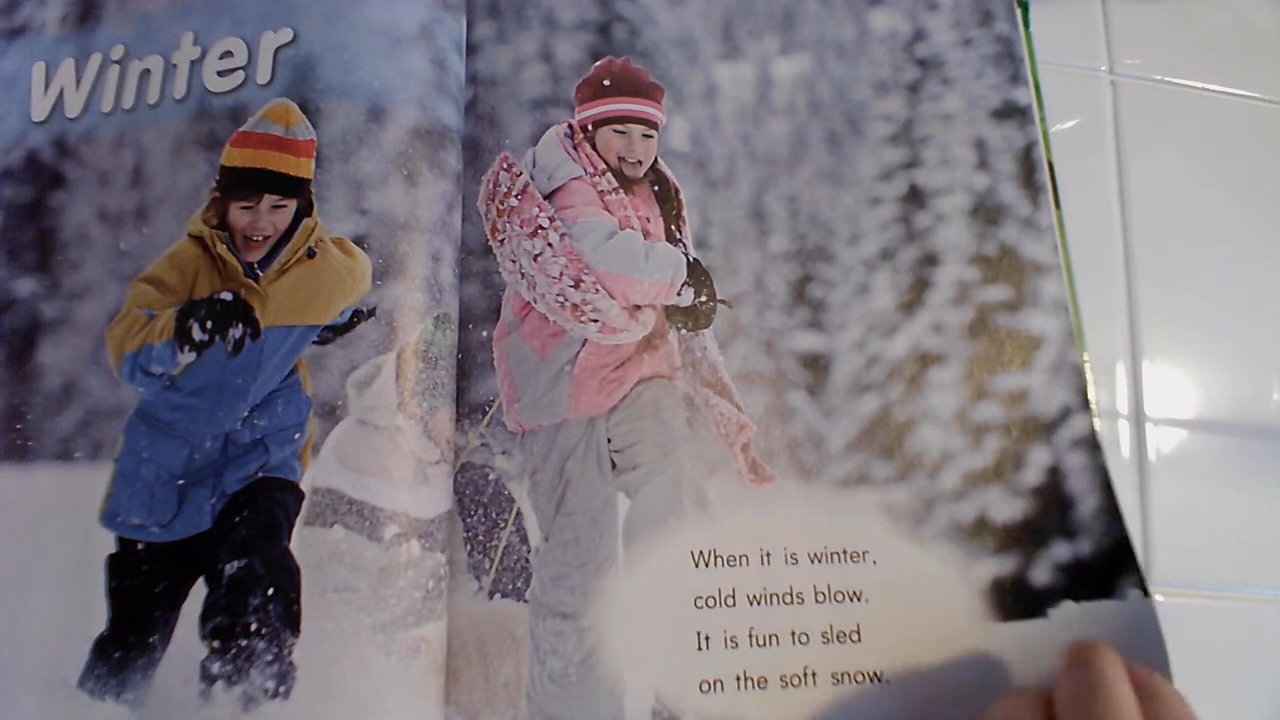 Winter
When it is winter,
cold winds blow.
It is fun to sled
on the soft snow.